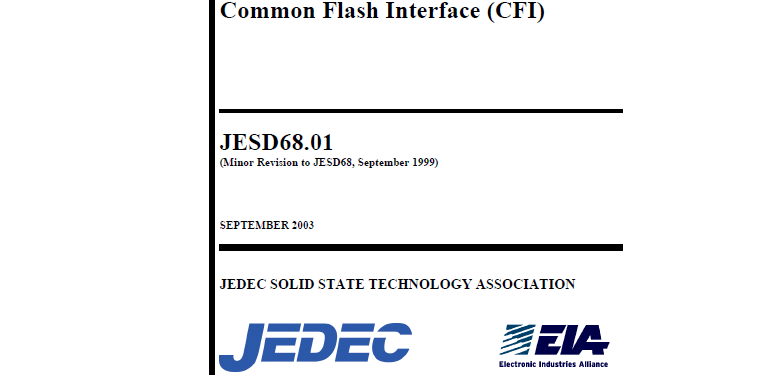 Common Flash Interface (CFI)
JESD68.01
(Minor Revision to JESD68, September 1999)
SEPTEMBER 2003
JEDEC SOLID STATE TECHNOLOGY ASSOCIATION
JEDEC
EIA
Electronic Industries Alliance